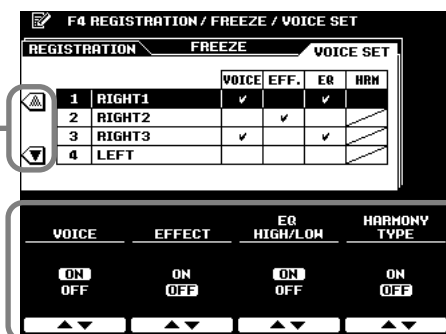 F4 REGISTRATION / FREEZE / VOICE SET
REGISTRATION FREEZE VOICE SET
VOICE EFF. EQ HRM
1 RIGHT1
2 RIGHT2
3 RIGHT3
4 LEFT
VOICE EFFECT EQ HIGH/LOW HARMONY TYPE
ON ON ON ON
OFF OFF OFF OFF